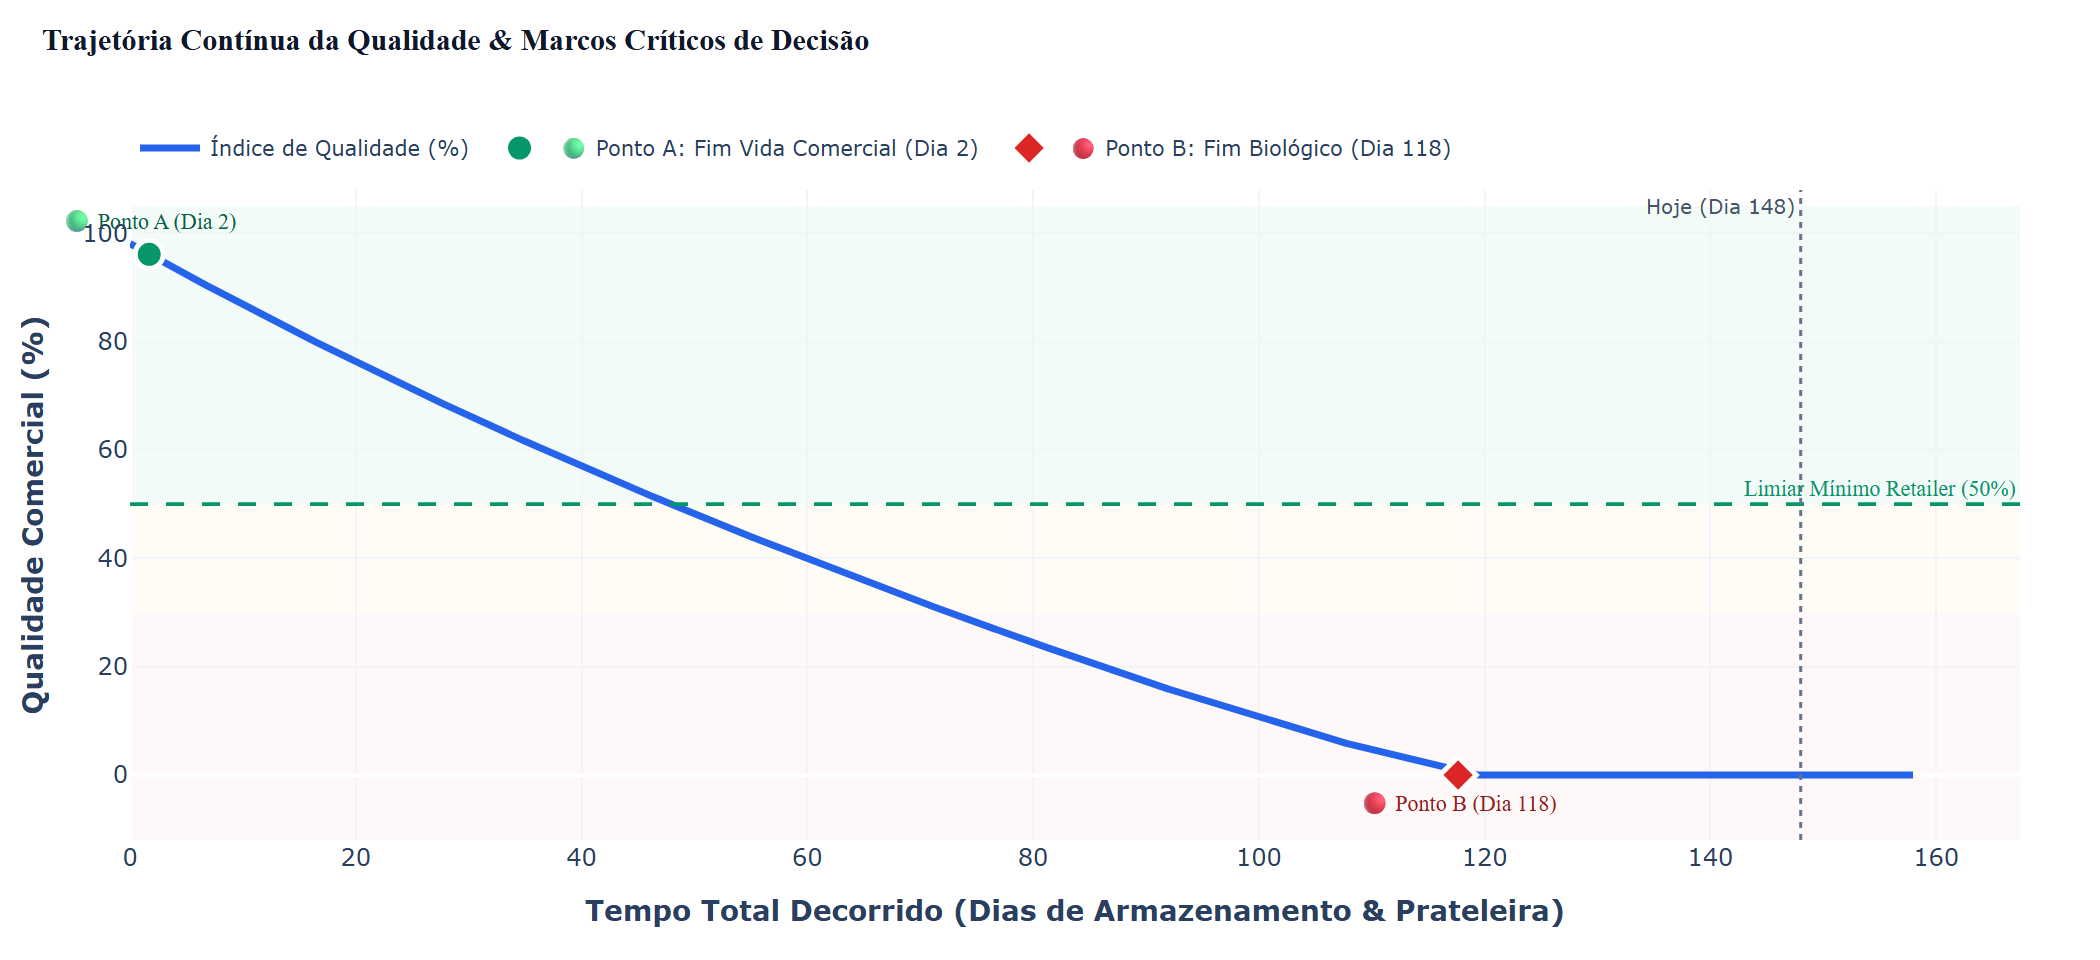 Trajetória Contínua da Qualidade & Marcos Críticos de Decisão
Índice de Qualidade (%)
Ponto A: Fim Vida Comercial (Dia 2)
Ponto B: Fim Biológico (Dia 118)
Ponto A (Dia 2)
Hoje (Dia 148)
Limiar Mínimo Retailer (50%)
Ponto B (Dia 118)
Qualidade Comercial (%)
100
80
60
40
20
0
0 20 40 60 80 100 120 140 160
Tempo Total Decorrido (Dias de Armazenamento & Prateleira)